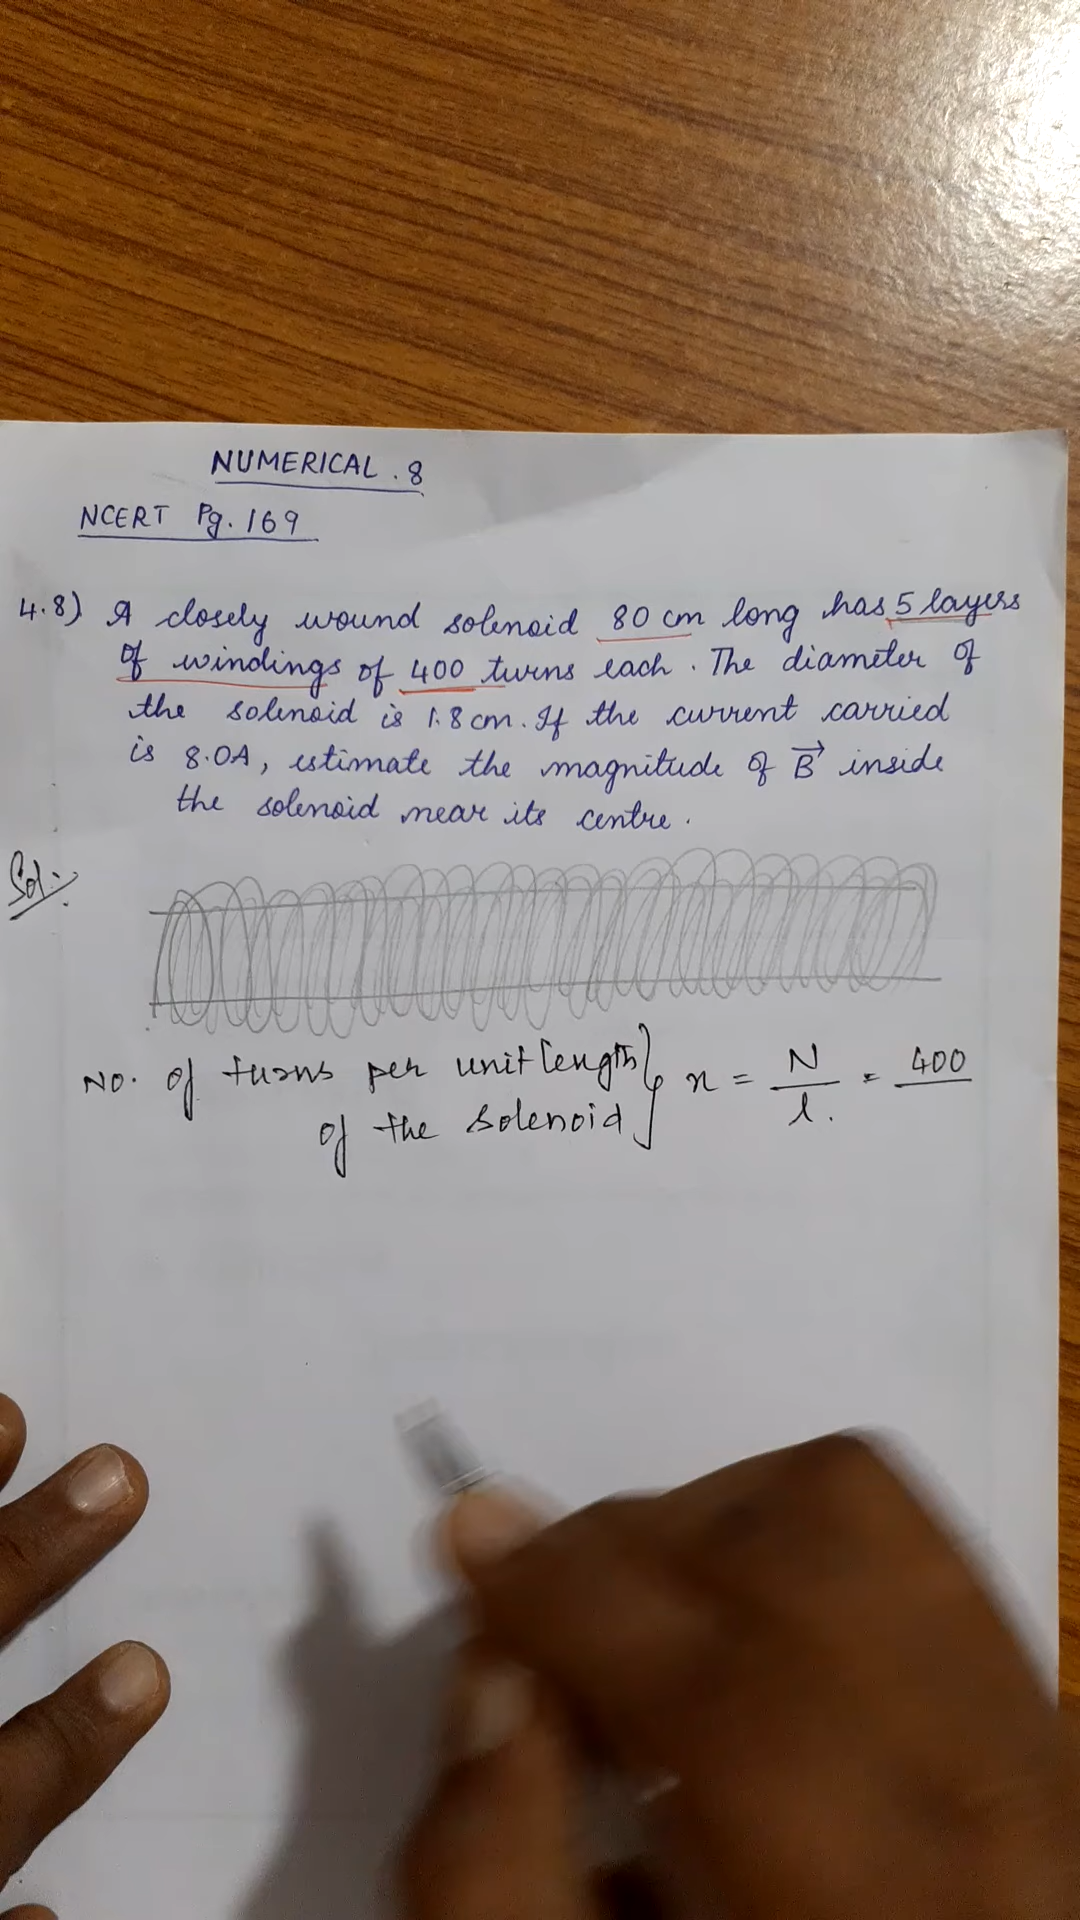 NUMERICAL . 8
NCERT Pg. 169
4.8) A closely wound solenoid 80 cm long has 5 layers
of windings of 400 turns each . The diameter of
the solenoid is 1.8 cm. If the current carried
is 8.0A, estimate the magnitude of B⃗ inside
the solenoid near its centre .
Sol:-
No. of turns per unit length } n = N/l. = 400
of the solenoid